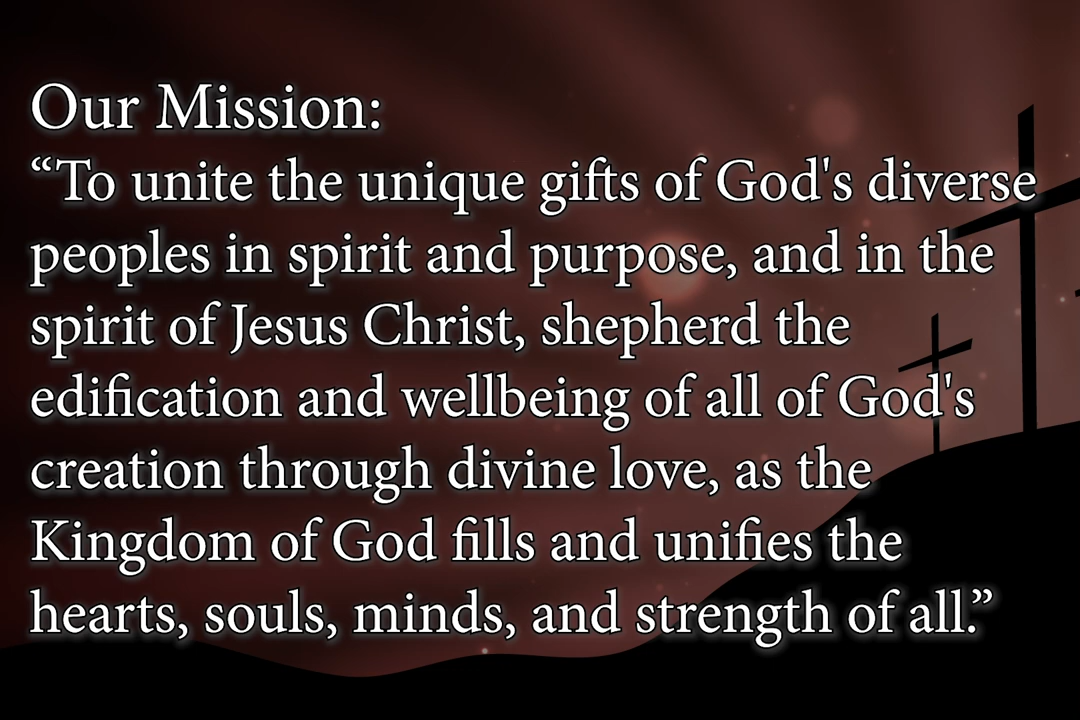 Our Mission:
“To unite the unique gifts of God's diverse
peoples in spirit and purpose, and in the
spirit of Jesus Christ, shepherd the
edification and wellbeing of all of God's
creation through divine love, as the
Kingdom of God fills and unifies the
hearts, souls, minds, and strength of all.”